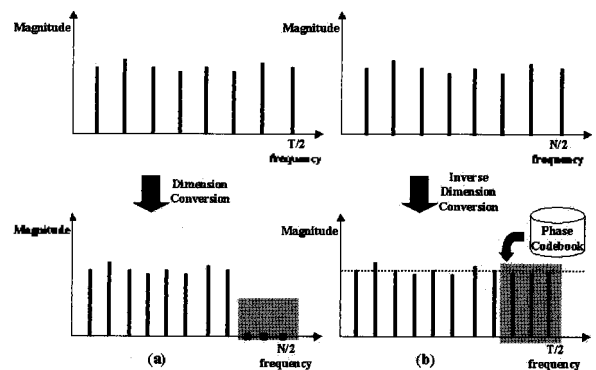 Magnitude
T/2
frequency
Dimension
Conversion
Magnitude
N/2
frequency
(a)
Magnitude
N/2
frequency
Inverse
Dimension
Conversion
Phase
Codebook
Magnitude
T/2
frequency
(b)